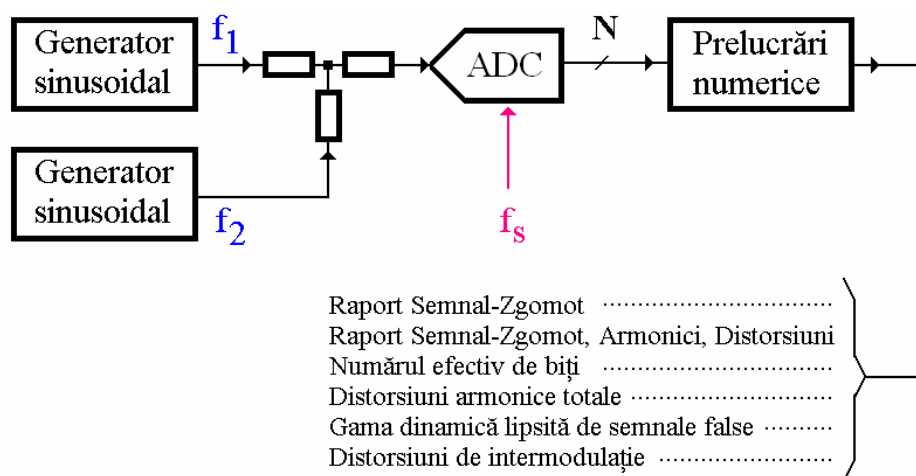 Generator
sinusoidal
f1
N
ADC
Prelucrări
numerice
Generator
sinusoidal
f2
fs
Raport Semnal-Zgomot
Raport Semnal-Zgomot, Armonici, Distorsiuni
Numărul efectiv de biți
Distorsiuni armonice totale
Gama dinamică lipsită de semnale false
Distorsiuni de intermodulație